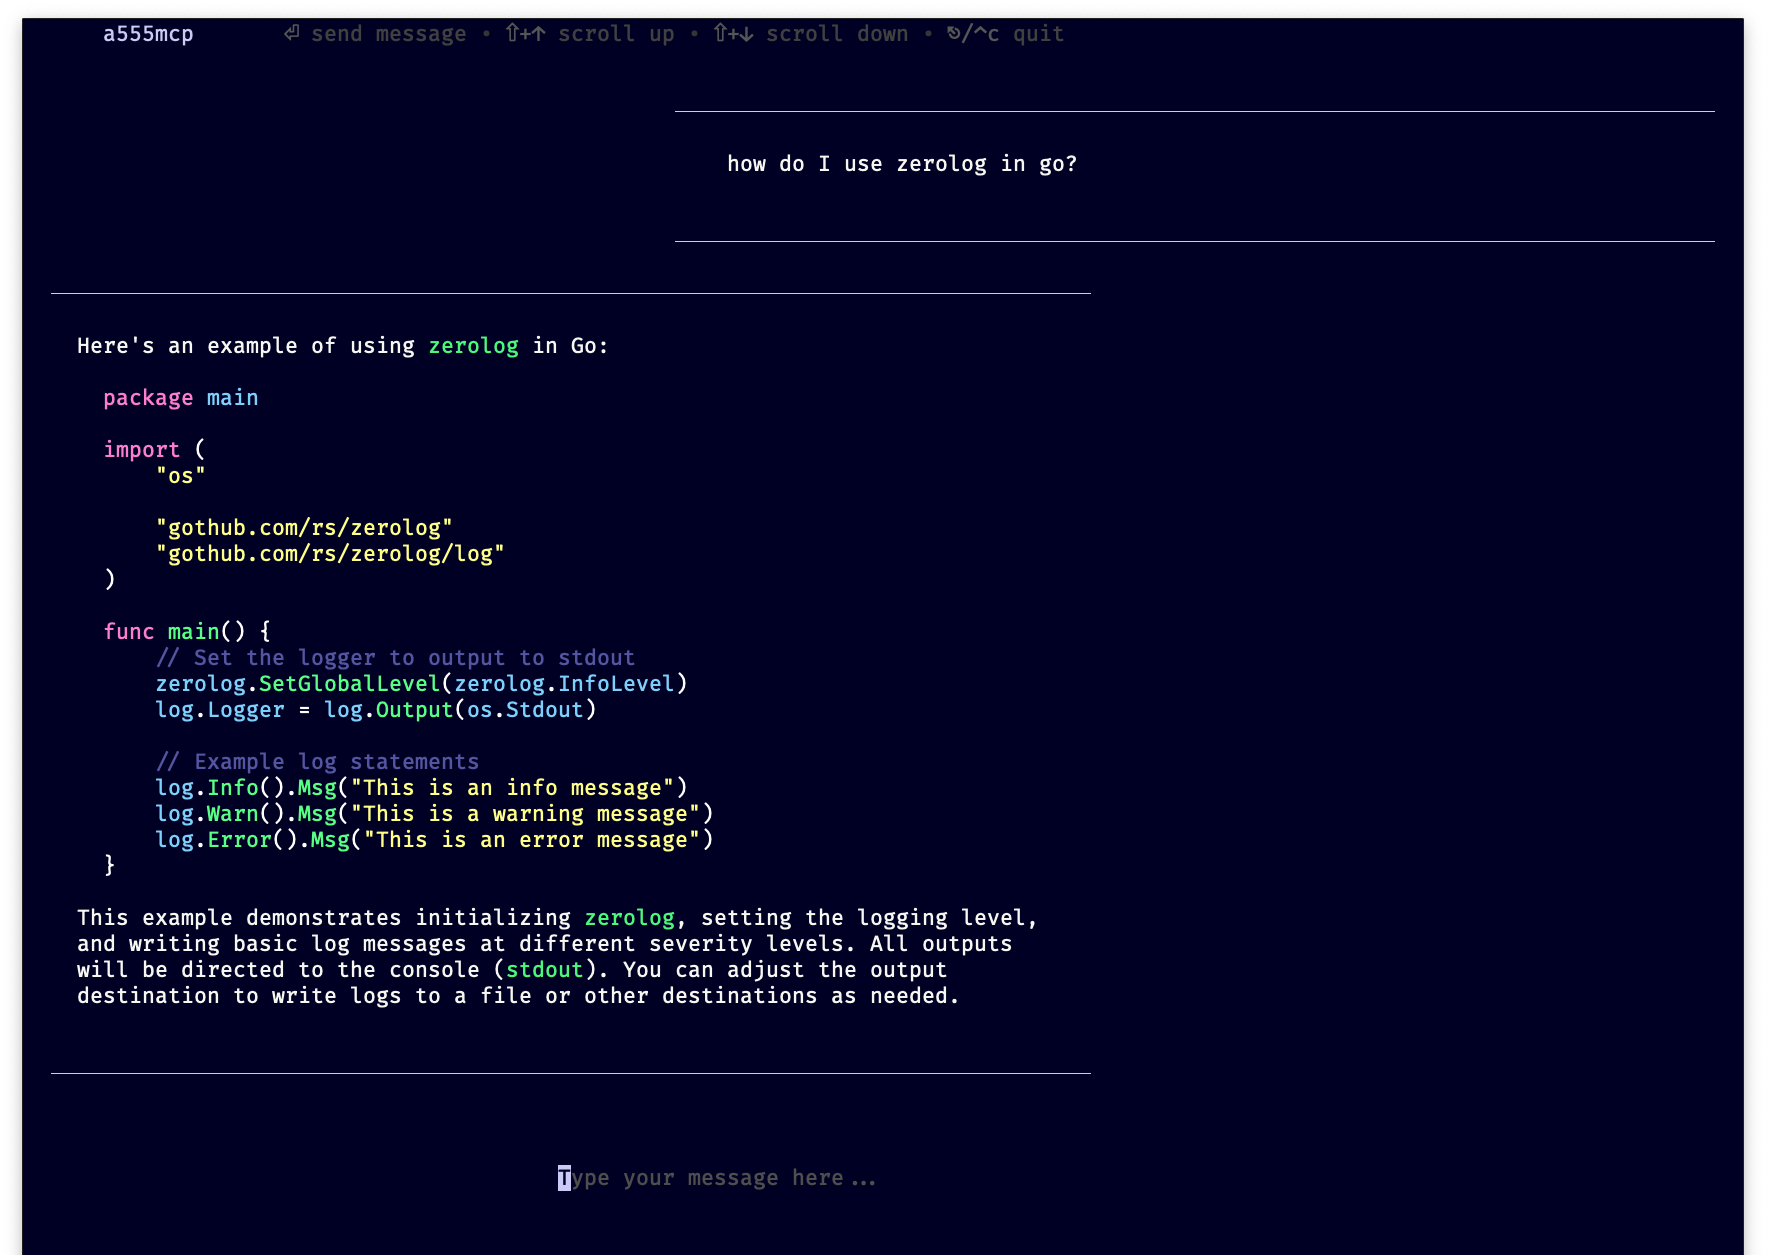 a555mcp ⏎ send message • ⇧+↑ scroll up • ⇧+↓ scroll down • ⎋/^c quit
how do I use zerolog in go?
Here's an example of using zerolog in Go:
package main
import (
"os"
"gothub.com/rs/zerolog"
"gothub.com/rs/zerolog/log"
)
func main() {
// Set the logger to output to stdout
zerolog.SetGlobalLevel(zerolog.InfoLevel)
log.Logger = log.Output(os.Stdout)
// Example log statements
log.Info().Msg("This is an info message")
log.Warn().Msg("This is a warning message")
log.Error().Msg("This is an error message")
}
This example demonstrates initializing zerolog, setting the logging level,
and writing basic log messages at different severity levels. All outputs
will be directed to the console (stdout). You can adjust the output
destination to write logs to a file or other destinations as needed.
Type your message here...